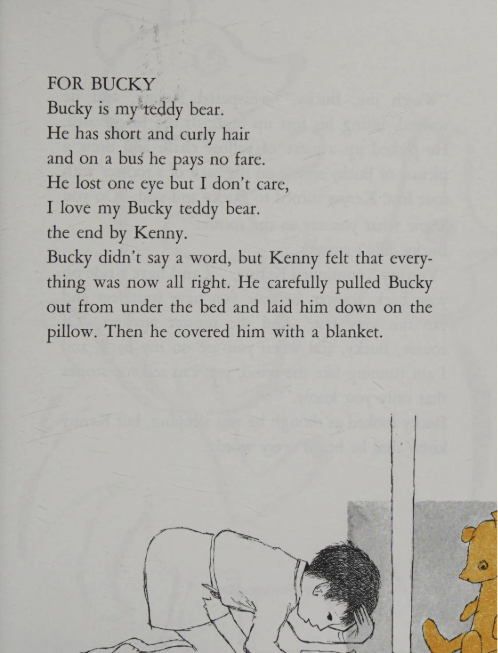 FOR BUCKY
Bucky is my teddy bear.
He has short and curly hair
and on a bus he pays no fare.
He lost one eye but I don't care,
I love my Bucky teddy bear.
the end by Kenny.
Bucky didn't say a word, but Kenny felt that every-
thing was now all right. He carefully pulled Bucky
out from under the bed and laid him down on the
pillow. Then he covered him with a blanket.